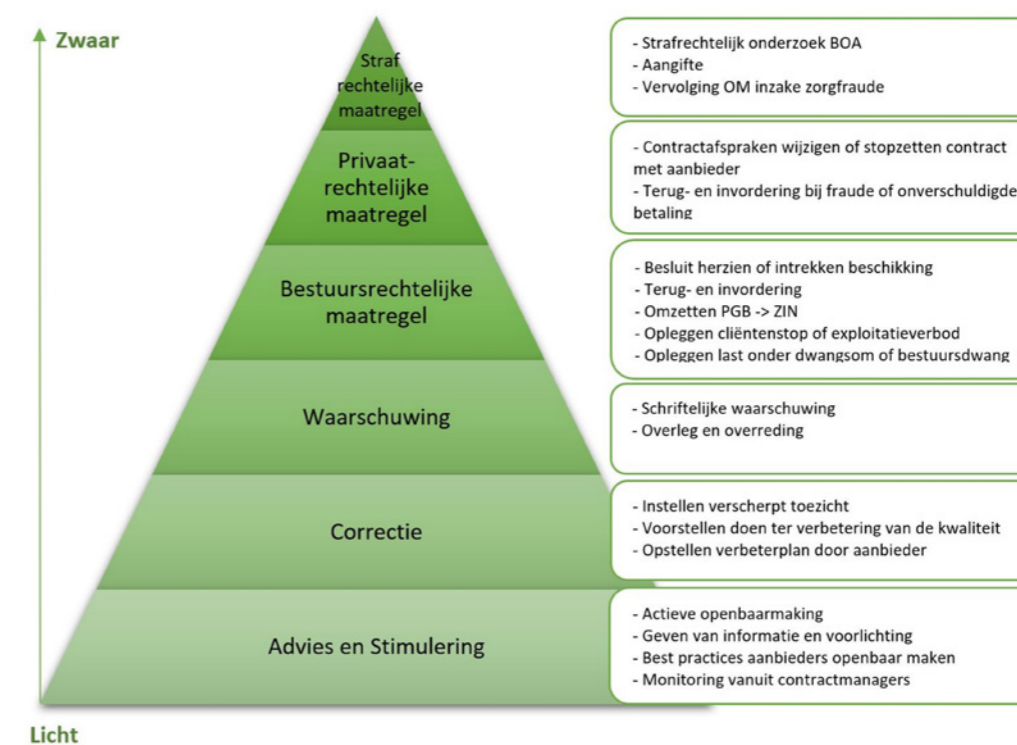 Zwaar
Straf
rechtelijke
maatregel
- Strafrechtelijk onderzoek BOA
- Aangifte
- Vervolging OM inzake zorgfraude
Privaat-
rechtelijke
maatregel
- Contractafspraken wijzigen of stopzetten contract
met aanbieder
- Terug- en invordering bij fraude of onverschuldigde
betaling
Bestuursrechtelijke
maatregel
- Besluit herzien of intrekken beschikking
- Terug- en invordering
- Omzetten PGB -> ZIN
- Opleggen cliëntenstop of exploitatieverbod
- Opleggen last onder dwangsom of bestuursdwang
Waarschuwing
- Schriftelijke waarschuwing
- Overleg en overreding
Correctie
- Instellen verscherpt toezicht
- Voorstellen doen ter verbetering van de kwaliteit
- Opstellen verbeterplan door aanbieder
Advies en Stimulering
- Actieve openbaarmaking
- Geven van informatie en voorlichting
- Best practices aanbieders openbaar maken
- Monitoring vanuit contractmanagers
Licht